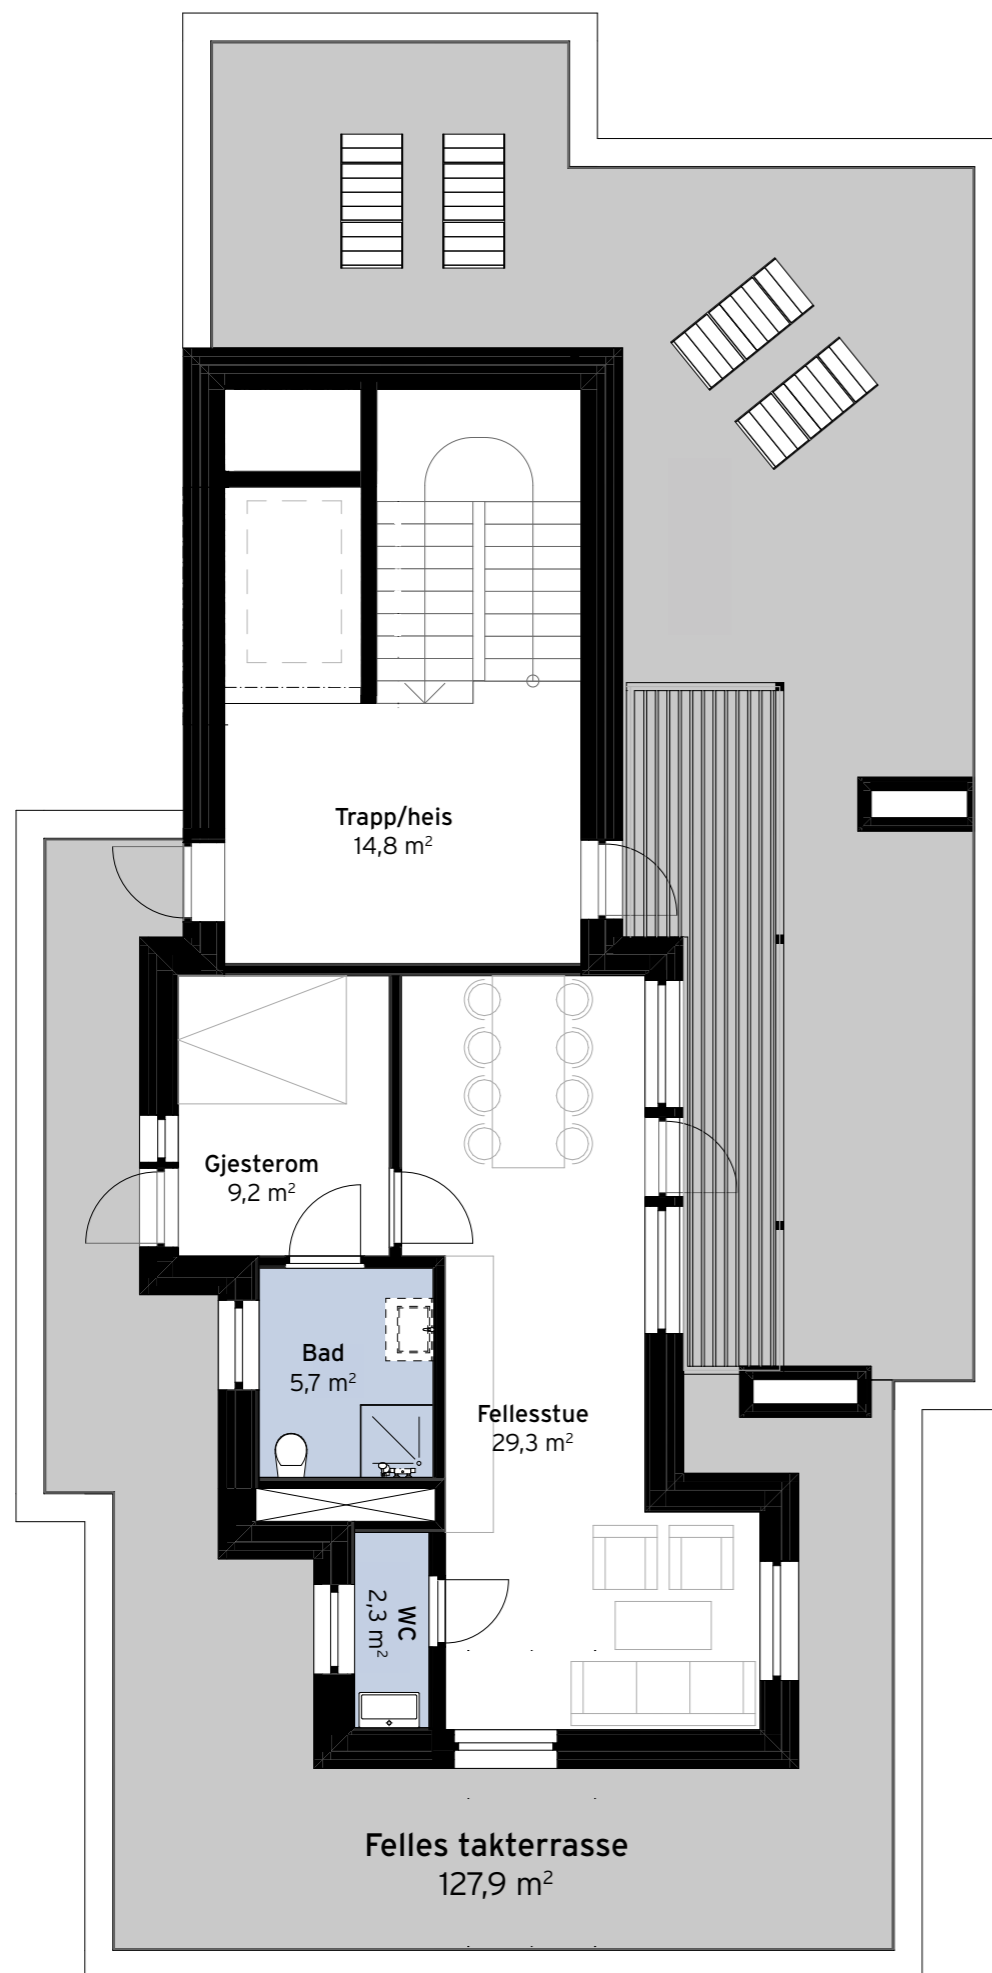 Trapp/heis
14,8 m²
Gjesterom
9,2 m²
Bad
5,7 m²
Fellesstue
29,3 m²
WC
2,3 m²
Felles takterrasse
127,9 m²